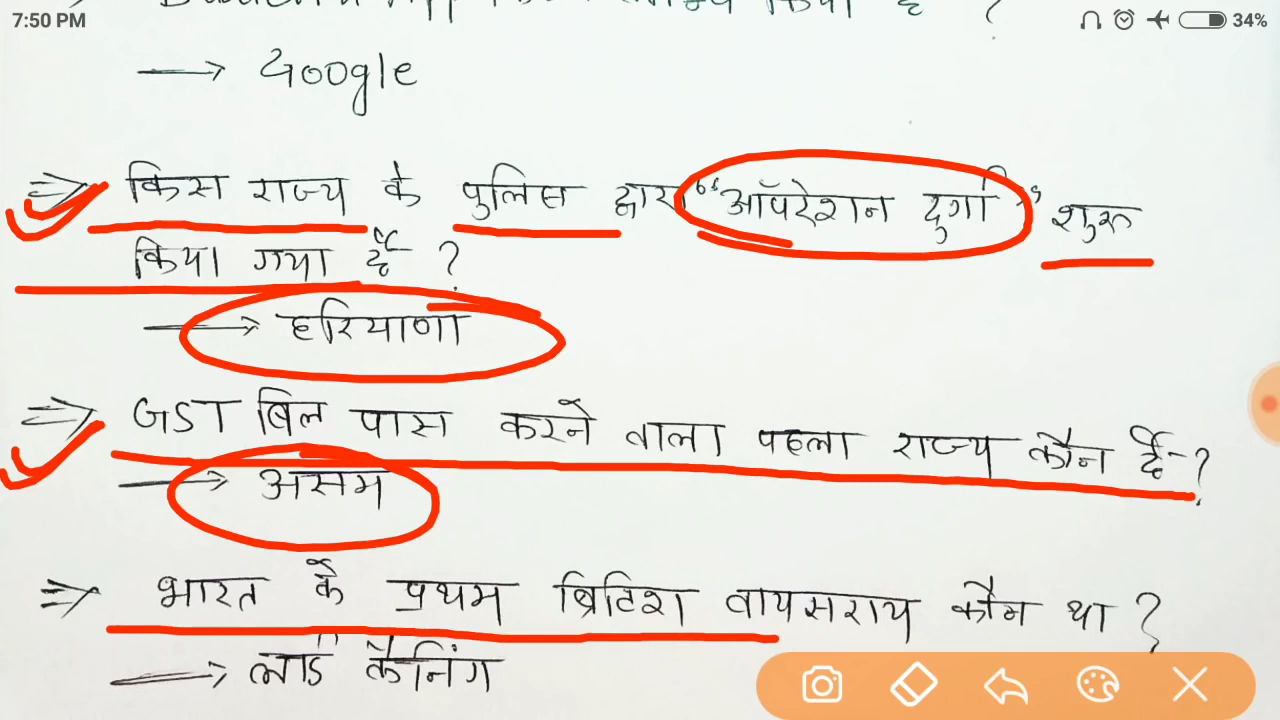 7:50 PM 34%
→ Google
⇒ किस राज्य के पुलिस द्वारा "ऑपरेशन दुर्गा" शुरू
किया गया है ?
→ हरियाणा
⇒ GST बिल पास करने वाला पहला राज्य कौन है-?
→ असम
⇒ भारत के प्रथम ब्रिटिश वायसराय कौन था ?
→ लार्ड कैनिंग